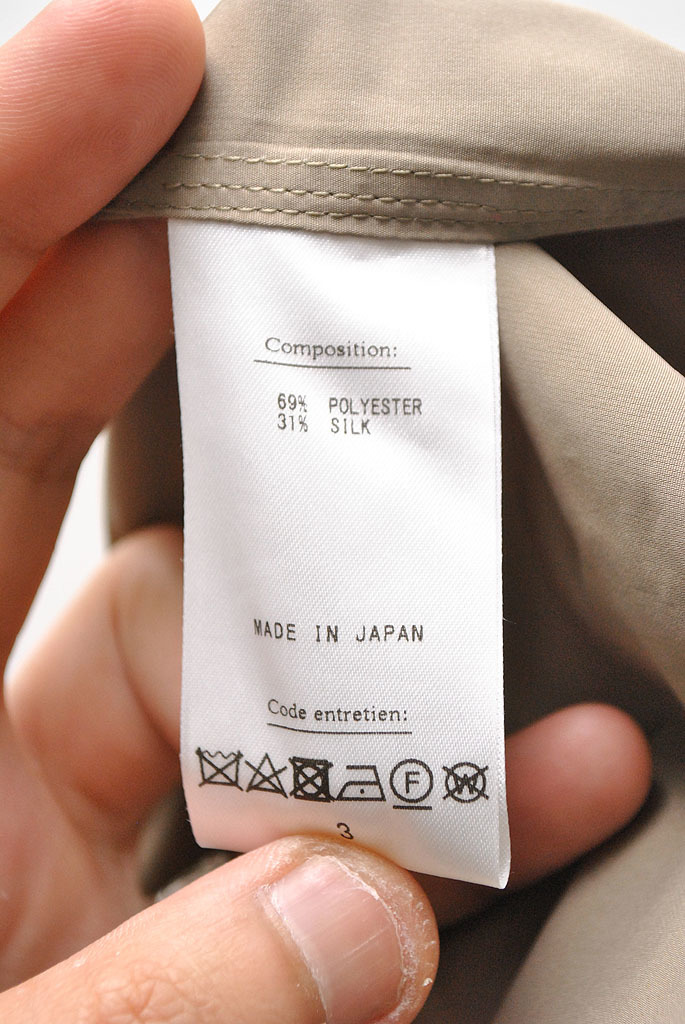 Composition:
69% POLYESTER
31% SILK
MADE IN JAPAN
Code entretien:
F W
3